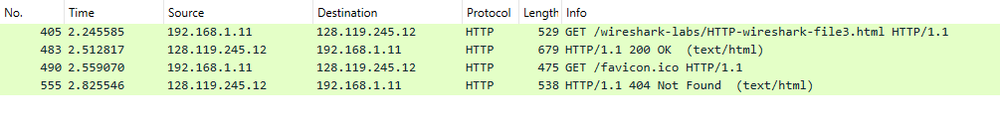 No. Time Source Destination Protocol Length Info
405 2.245585 192.168.1.11 128.119.245.12 HTTP 529 GET /wireshark-labs/HTTP-wireshark-file3.html HTTP/1.1
483 2.512817 128.119.245.12 192.168.1.11 HTTP 679 HTTP/1.1 200 OK (text/html)
490 2.559070 192.168.1.11 128.119.245.12 HTTP 475 GET /favicon.ico HTTP/1.1
555 2.825546 128.119.245.12 192.168.1.11 HTTP 538 HTTP/1.1 404 Not Found (text/html)